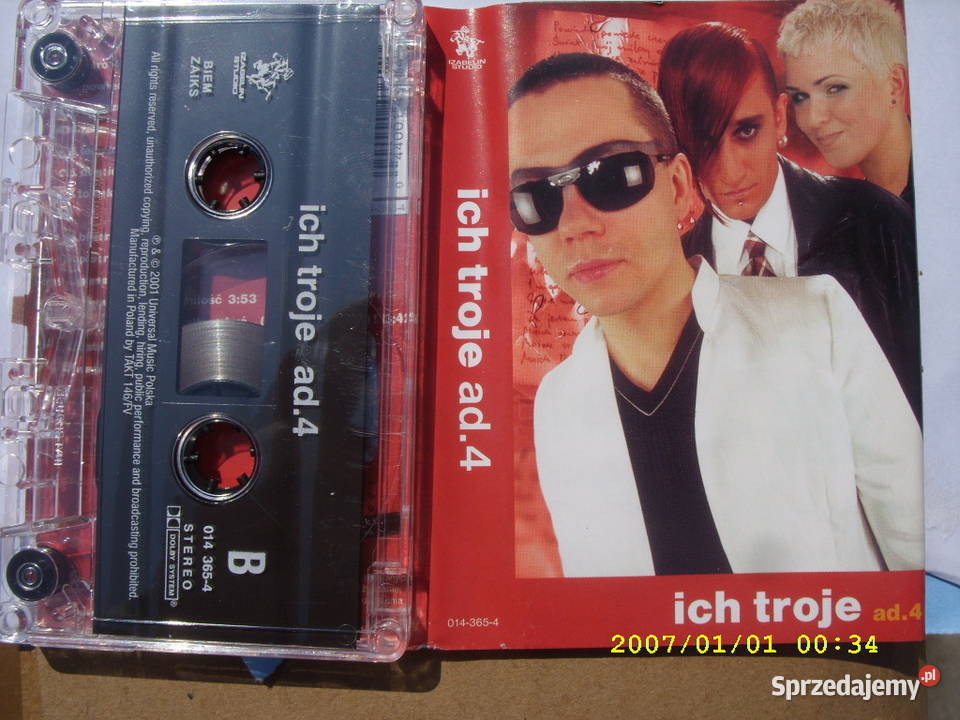 IZABELIN
STUDIO
BIEM
ZAIKS
ich troje ad.4
ność 3:53
℗ & © 2001 Universal Music Polska
All rights reserved, unauthorized copying, reproduction, lending, hiring, public performance and broadcasting prohibited.
Manufactured in Poland by TAKT 146/FV
B
014 365-4
STEREO
DOLBY SYSTEM®
IZABELIN
STUDIO
ich troje ad.4
014-365-4
ich troje ad.4
2007/01/01 00:34
Sprzedajemy.pl